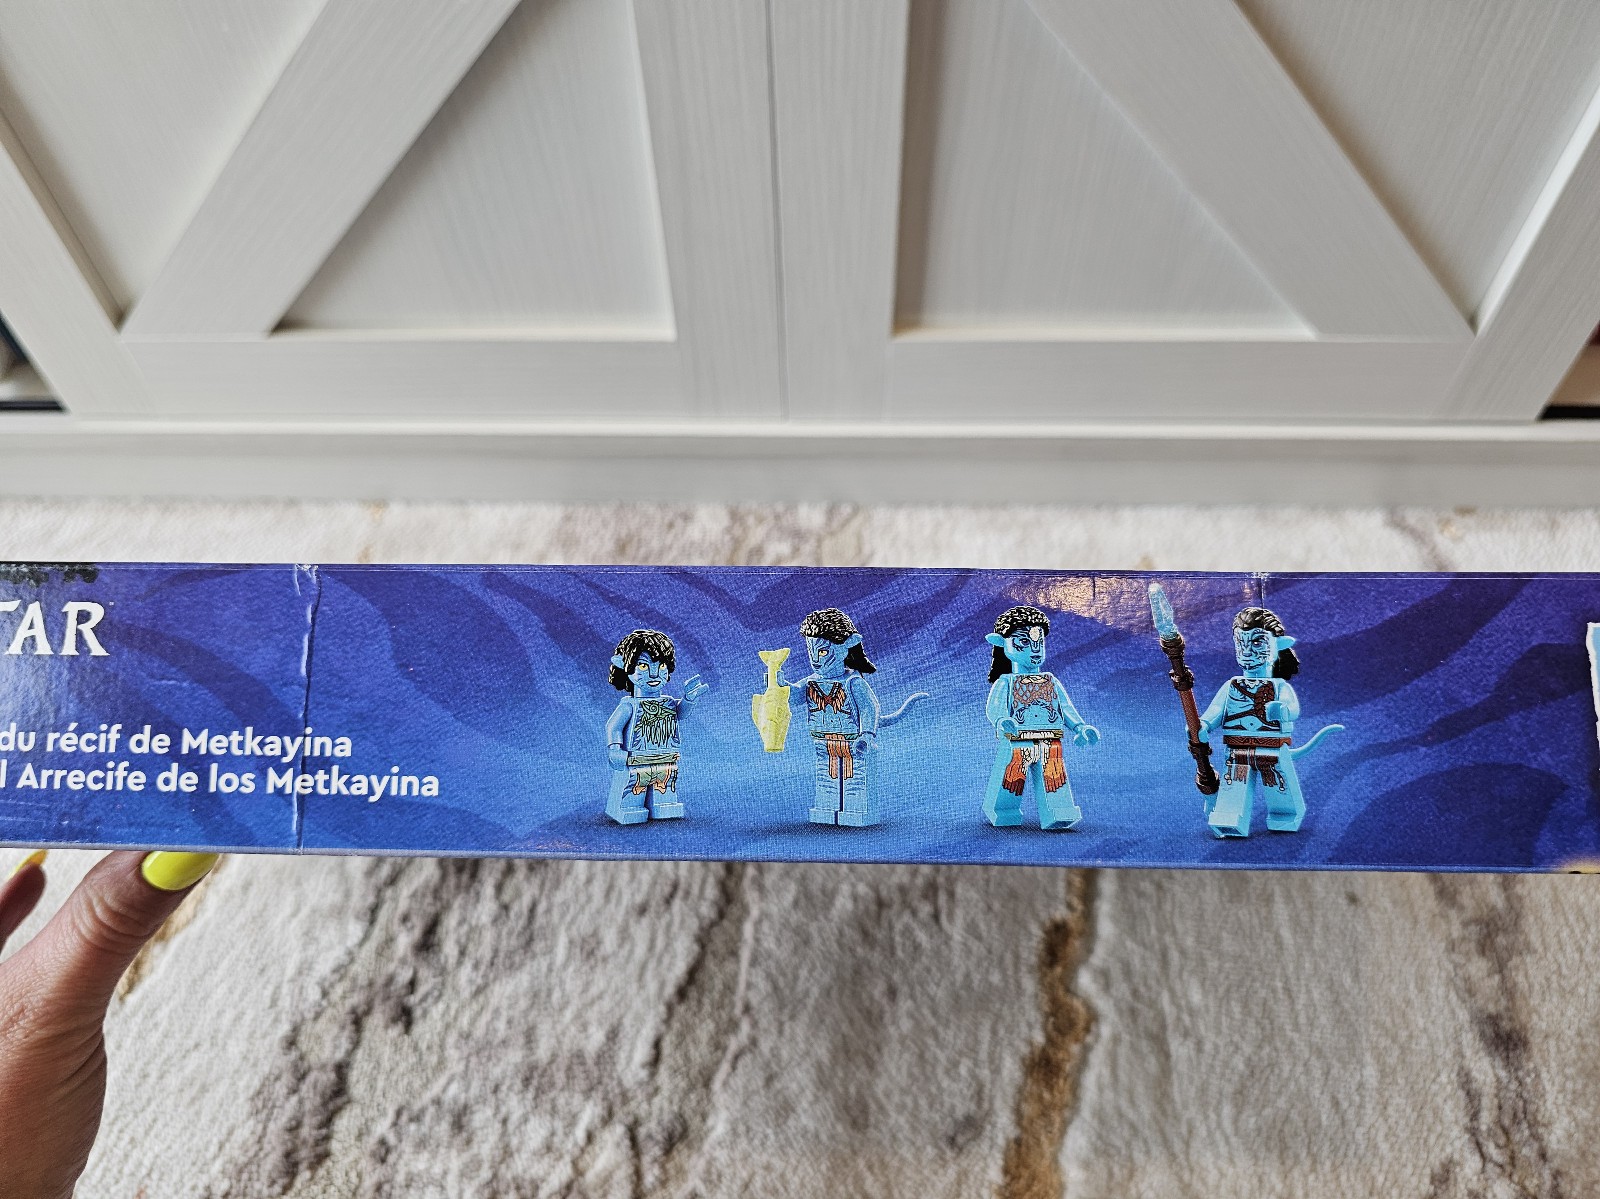 TAR
du récif de Metkayina
l Arrecife de los Metkayina